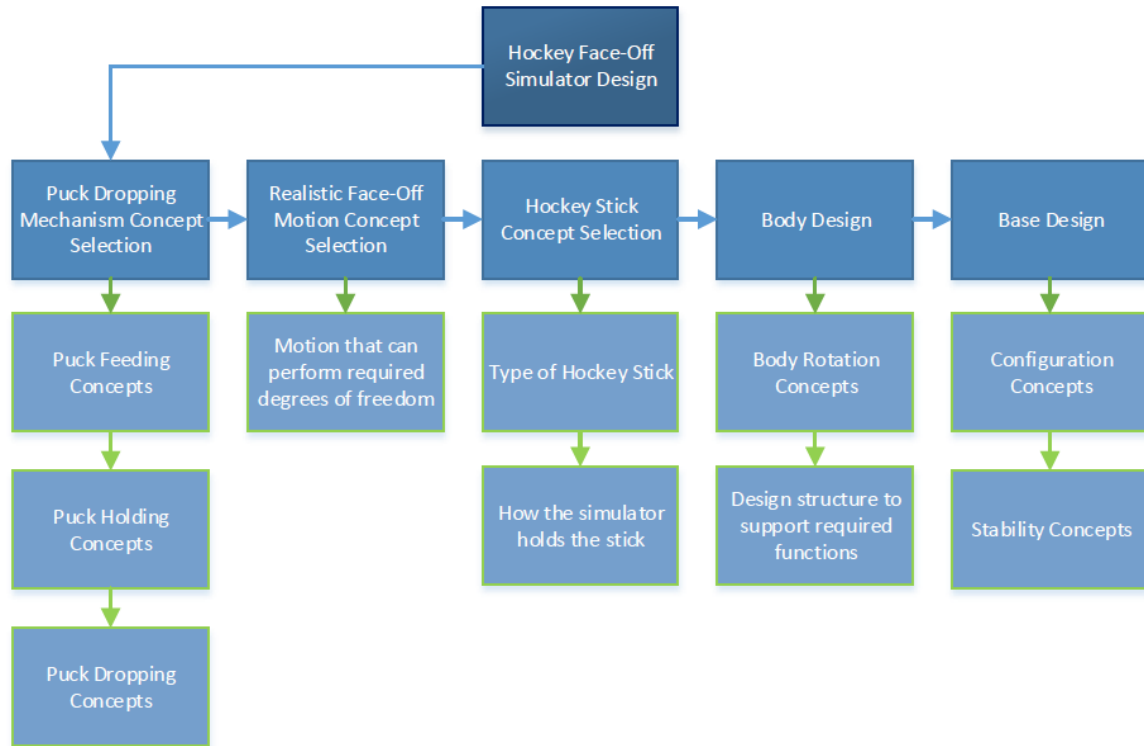 Hockey Face-Off
Simulator Design
Puck Dropping
Mechanism Concept
Selection
Realistic Face-Off
Motion Concept
Selection
Hockey Stick
Concept Selection
Body Design
Base Design
Puck Feeding
Concepts
Motion that can
perform required
degrees of freedom
Type of Hockey Stick
Body Rotation
Concepts
Configuration
Concepts
Puck Holding
Concepts
How the simulator
holds the stick
Design structure to
support required
functions
Stability Concepts
Puck Dropping
Concepts